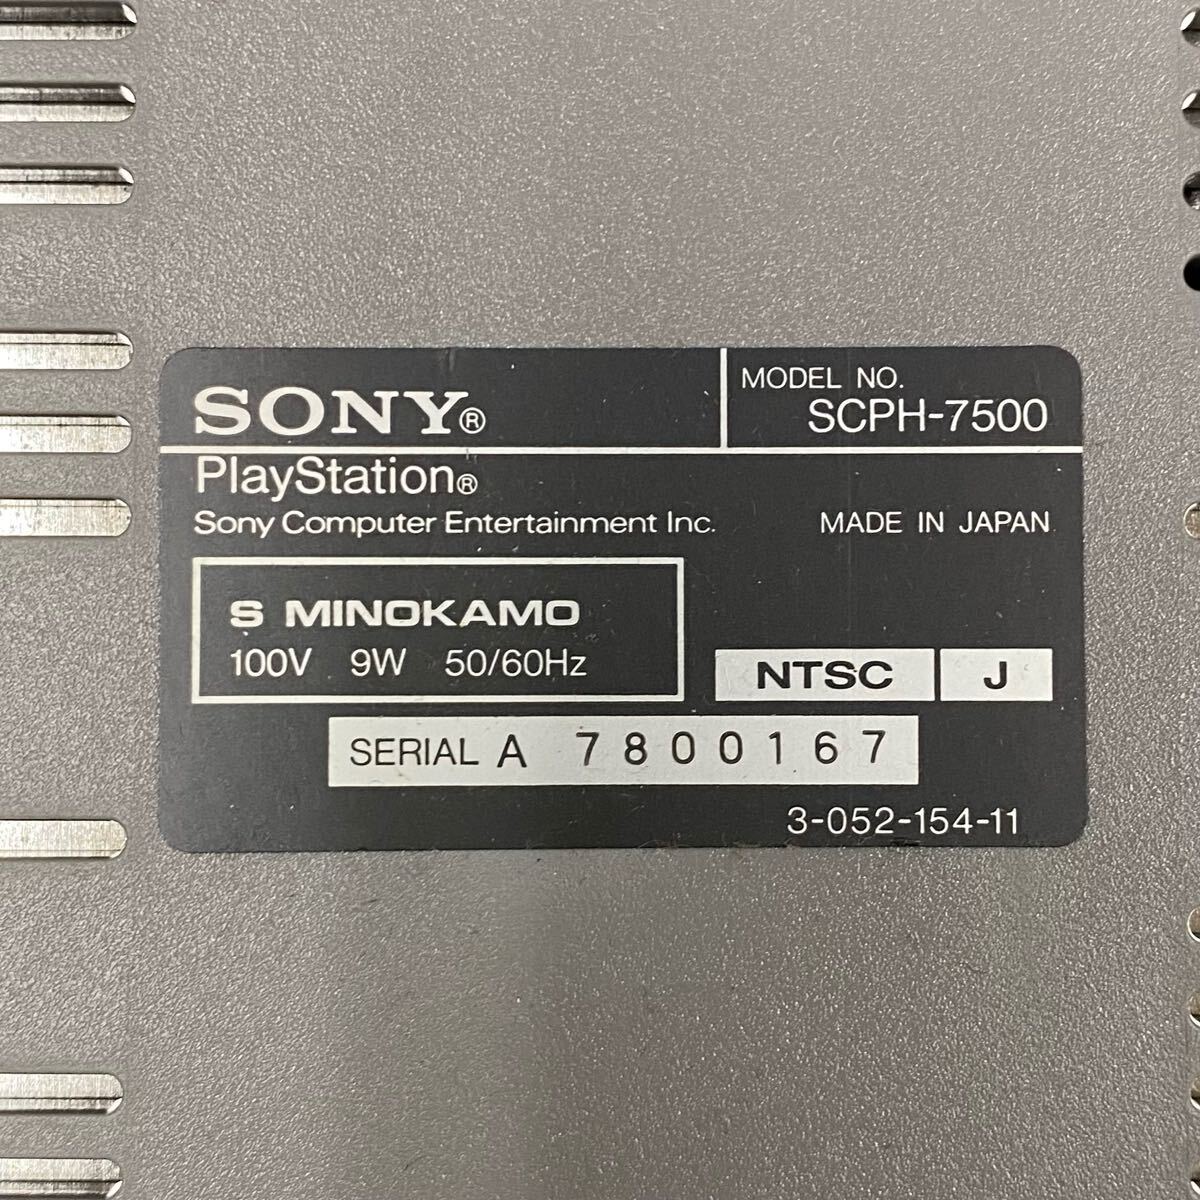 SONY®
MODEL NO.
SCPH-7500
PlayStation®
Sony Computer Entertainment Inc.
MADE IN JAPAN
S MINOKAMO
100V 9W 50/60Hz
NTSC J
SERIAL A 7800167
3-052-154-11